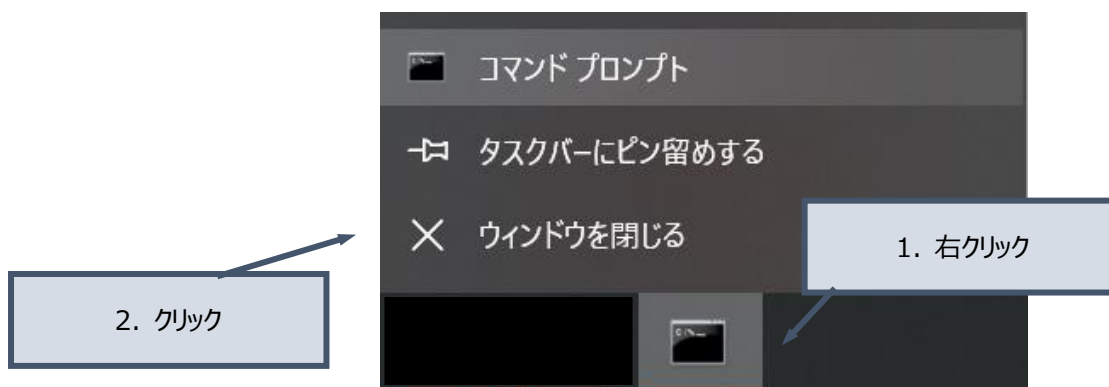 コマンド プロンプト
タスクバーにピン留めする
ウィンドウを閉じる
1. 右クリック
2. クリック